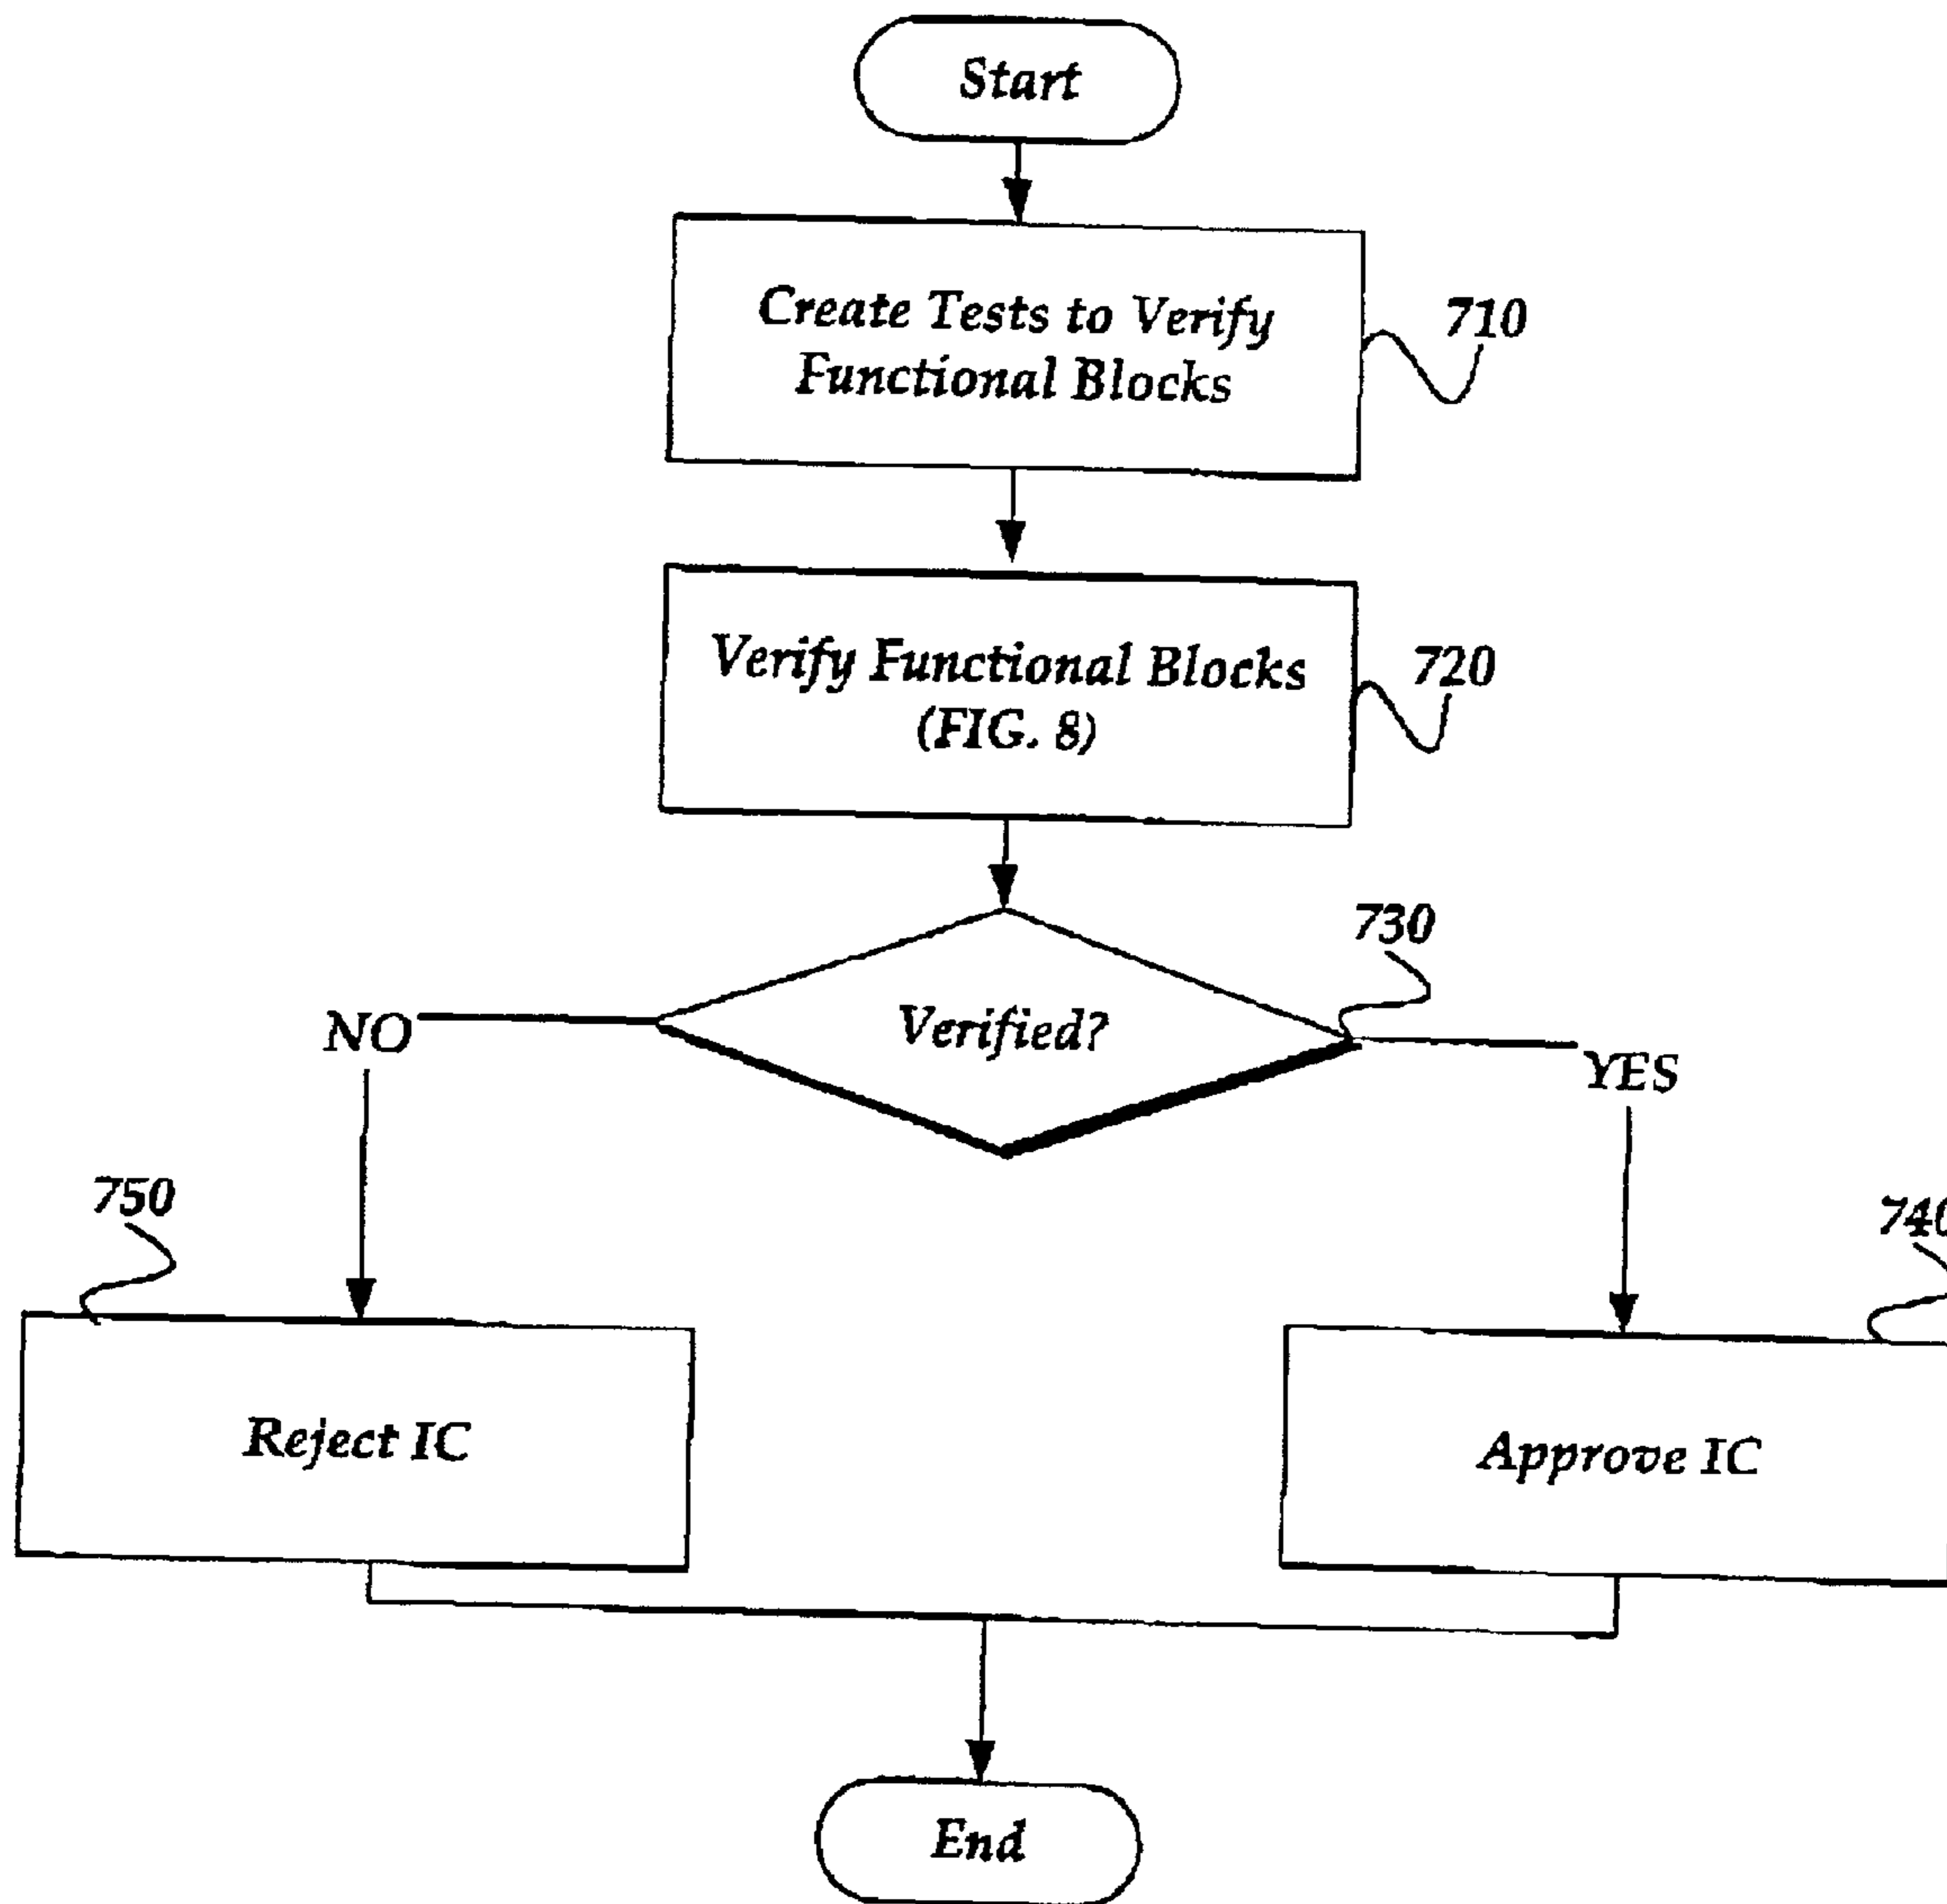 Start
Create Tests to Verify
Functional Blocks
710
Verify Functional Blocks
(FIG. 8)
720
730
Verified?
NO
YES
750
740
Reject IC
Approve IC
End